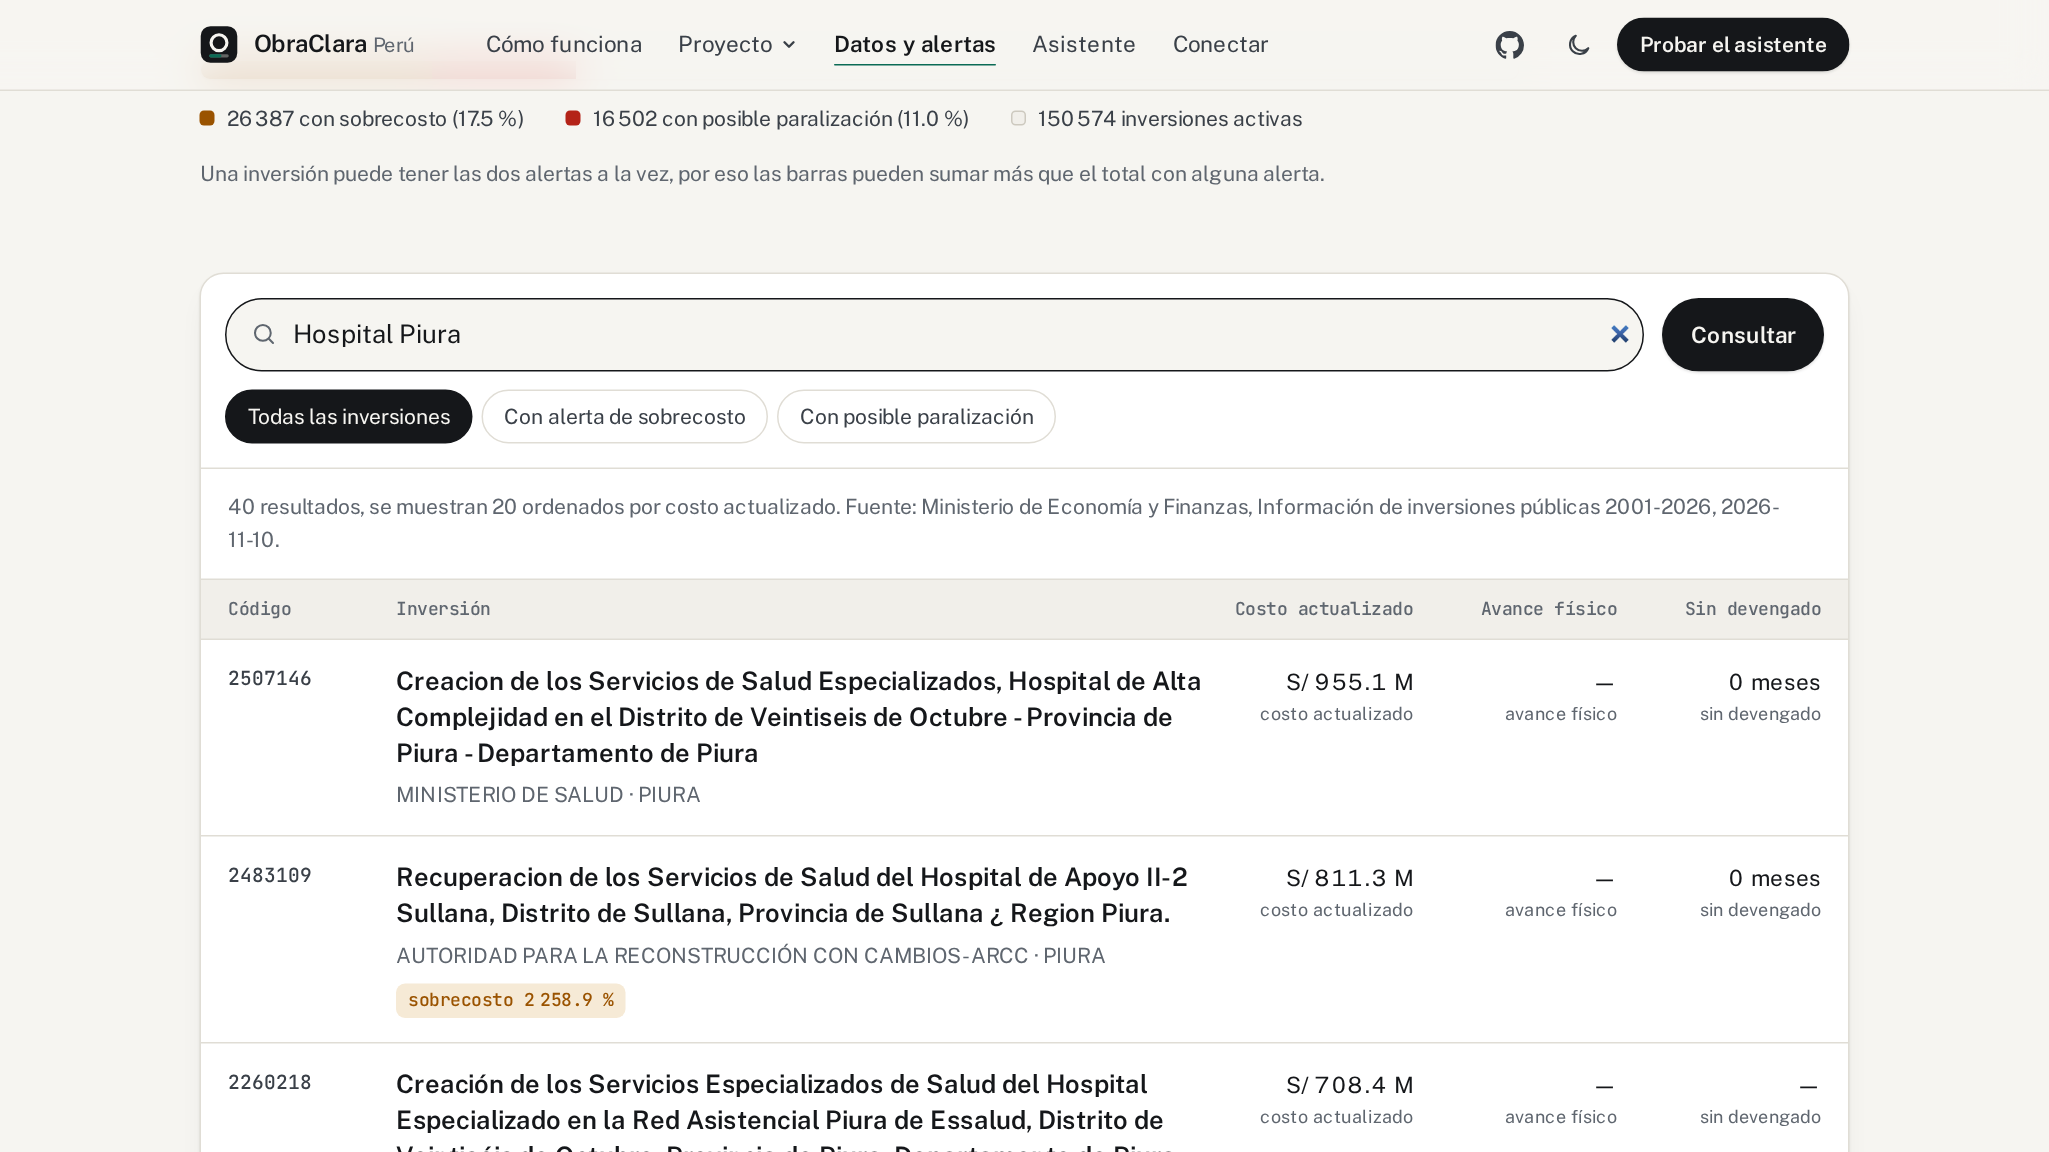 ObraClara Perú
Cómo funciona
Proyecto
Datos y alertas
Asistente
Conectar
Probar el asistente
26 387 con sobrecosto (17.5 %)
16 502 con posible paralización (11.0 %)
150 574 inversiones activas
Una inversión puede tener las dos alertas a la vez, por eso las barras pueden sumar más que el total con alguna alerta.
Hospital Piura
Consultar
Todas las inversiones
Con alerta de sobrecosto
Con posible paralización
40 resultados, se muestran 20 ordenados por costo actualizado. Fuente: Ministerio de Economía y Finanzas, Información de inversiones públicas 2001-2026, 2026-
11-10.
Código
Inversión
Costo actualizado
Avance físico
Sin devengado
2507146
Creacion de los Servicios de Salud Especializados, Hospital de Alta
Complejidad en el Distrito de Veintiseis de Octubre - Provincia de
Piura - Departamento de Piura
MINISTERIO DE SALUD · PIURA
S/ 955.1 M
costo actualizado
—
avance físico
0 meses
sin devengado
2483109
Recuperacion de los Servicios de Salud del Hospital de Apoyo II-2
Sullana, Distrito de Sullana, Provincia de Sullana ¿ Region Piura.
AUTORIDAD PARA LA RECONSTRUCCIÓN CON CAMBIOS-ARCC · PIURA
sobrecosto 2 258.9 %
S/ 811.3 M
costo actualizado
—
avance físico
0 meses
sin devengado
2260218
Creación de los Servicios Especializados de Salud del Hospital
Especializado en la Red Asistencial Piura de Essalud, Distrito de
Veintiséis de Octubre, Provincia de Piura, Departamento de Piura
S/ 708.4 M
costo actualizado
—
avance físico
—
sin devengado